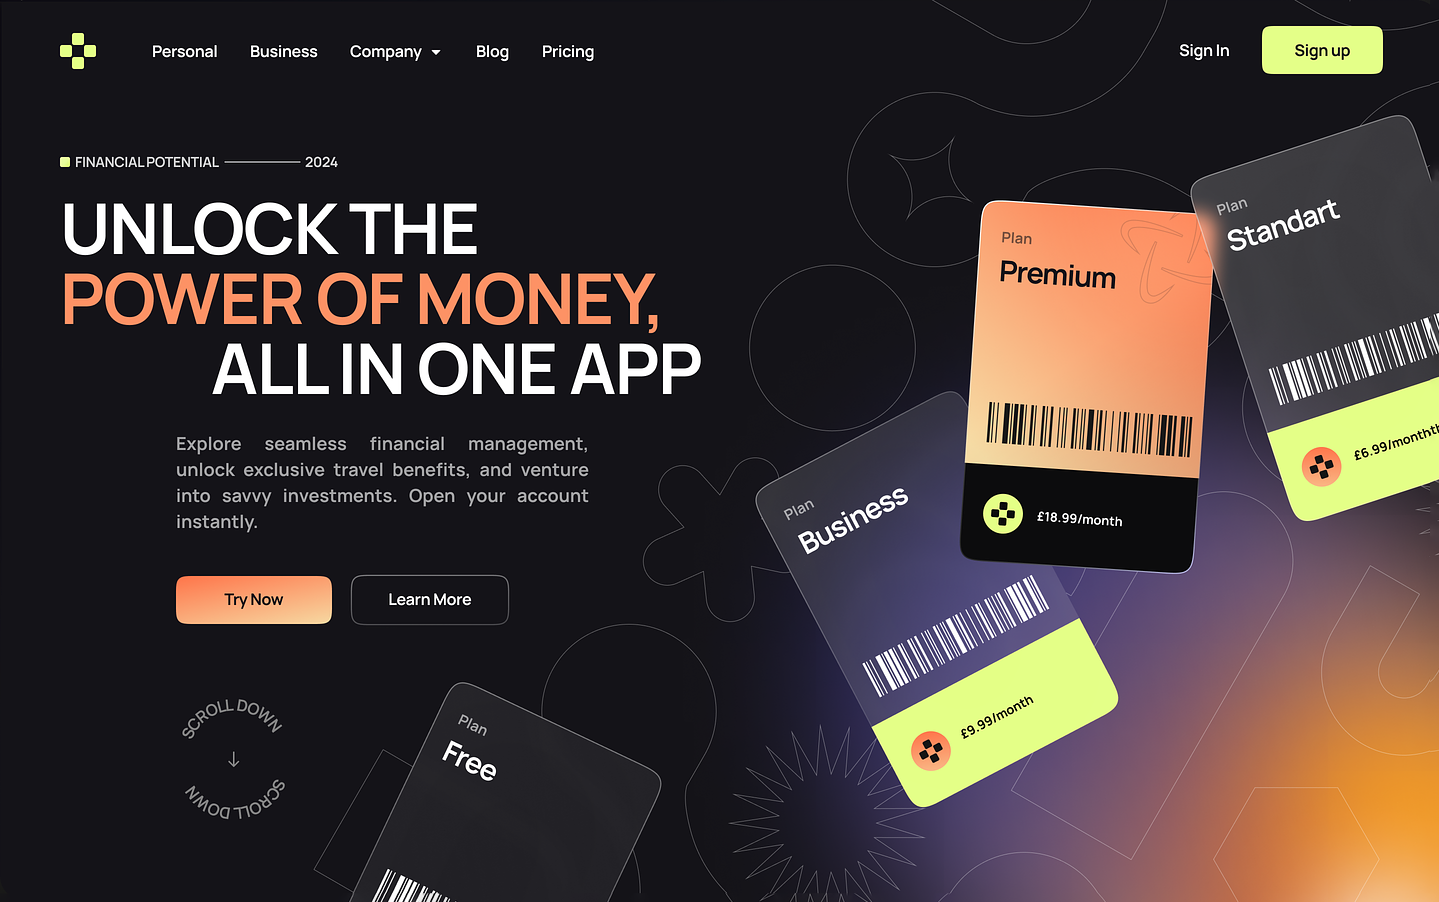 Personal
Business
Company
Blog
Pricing
Sign In
Sign up
FINANCIAL POTENTIAL
2024
UNLOCK THE
POWER OF MONEY,
ALL IN ONE APP
Explore seamless financial management,
unlock exclusive travel benefits, and venture
into savvy investments. Open your account
instantly.
Try Now
Learn More
SCROLL DOWN
SCROLL DOWN
Plan
Free
Plan
Business
£9.99/month
Plan
Premium
£18.99/month
Plan
Standart
£6.99/monthth